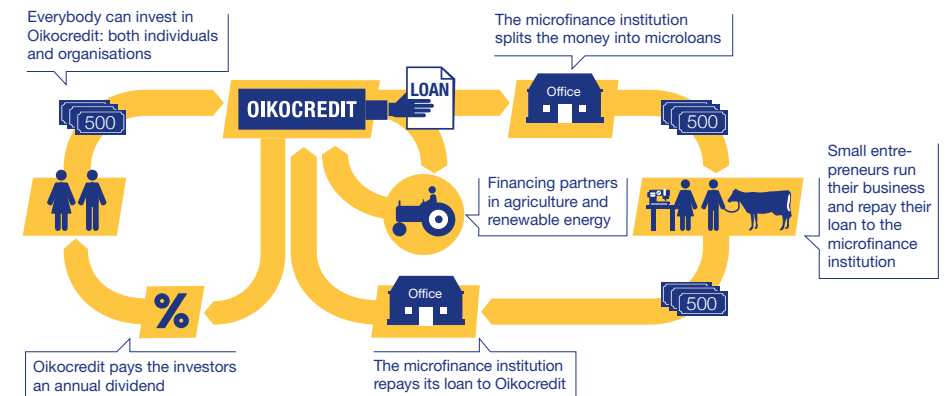 Everybody can invest in
Oikocredit: both individuals
and organisations
The microfinance institution
splits the money into microloans
OIKOCREDIT
LOAN
Office
500
500
Small entre-
preneurs run
their business
and repay their
loan to the
microfinance
institution
Financing partners
in agriculture and
renewable energy
%
Office
500
Oikocredit pays the investors
an annual dividend
The microfinance institution
repays its loan to Oikocredit